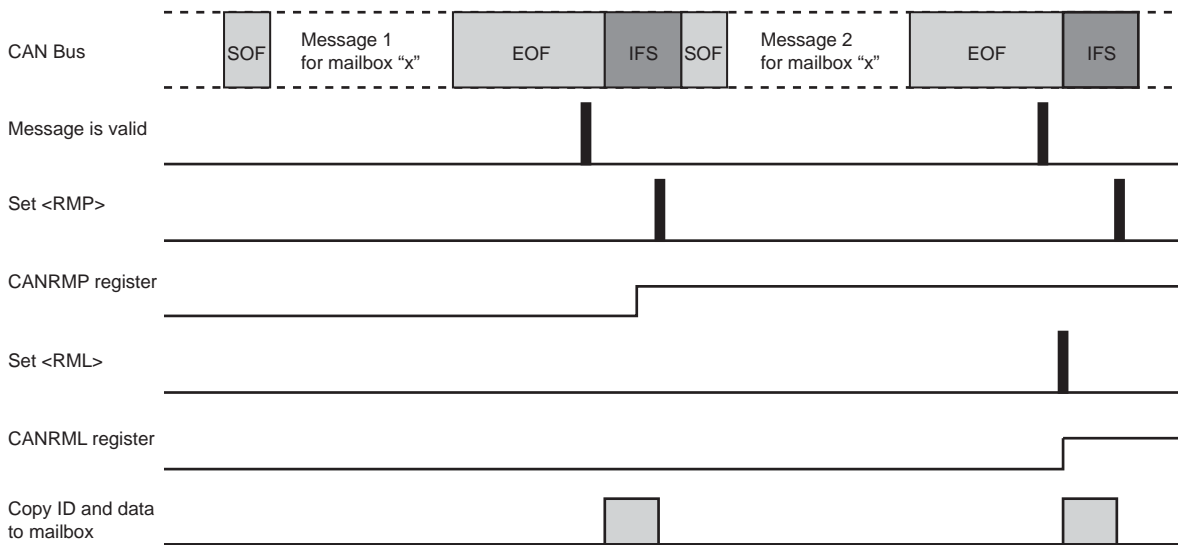 CAN Bus
SOF
Message 1
for mailbox “x”
EOF
IFS
SOF
Message 2
for mailbox “x”
EOF
IFS
Message is valid
Set <RMP>
CANRMP register
Set <RML>
CANRML register
Copy ID and data
to mailbox